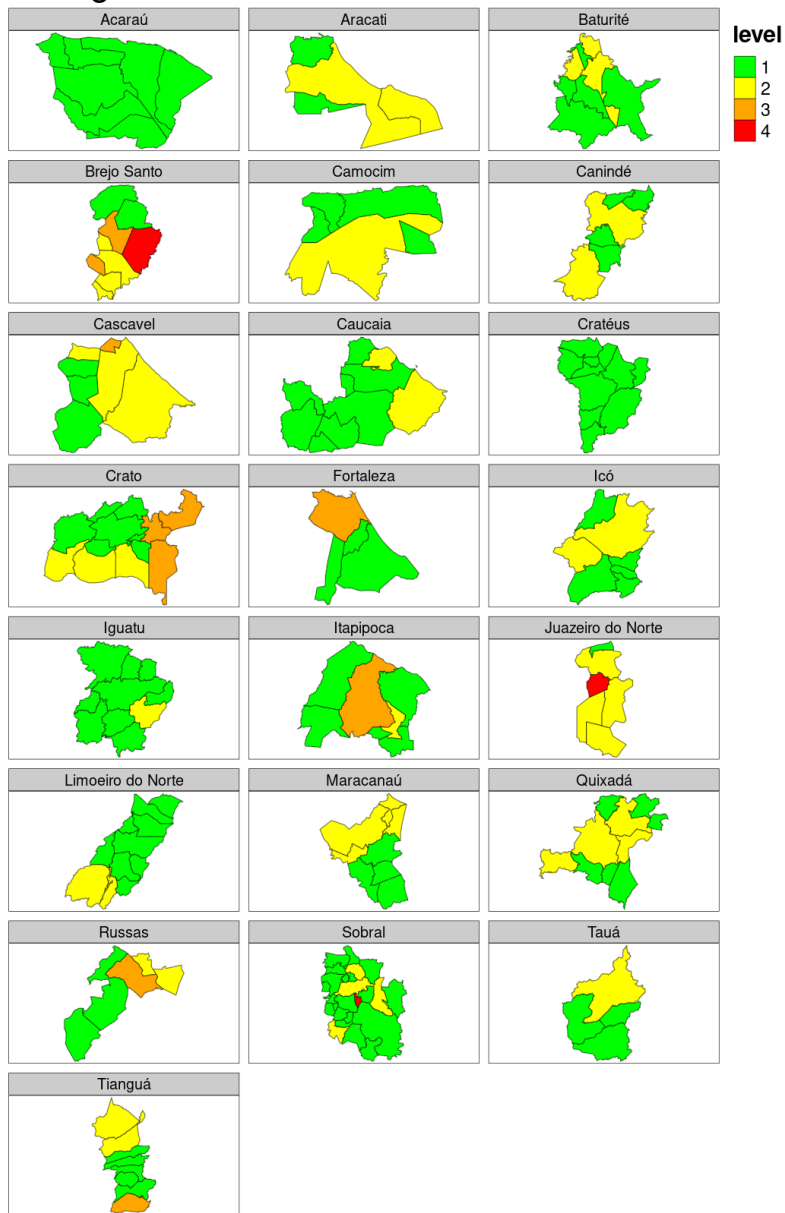 Acaraú
Aracati
Baturité
level
1
2
3
4
Brejo Santo
Camocim
Canindé
Cascavel
Caucaia
Cratéus
Crato
Fortaleza
Icó
Iguatu
Itapipoca
Juazeiro do Norte
Limoeiro do Norte
Maracanaú
Quixadá
Russas
Sobral
Tauá
Tianguá